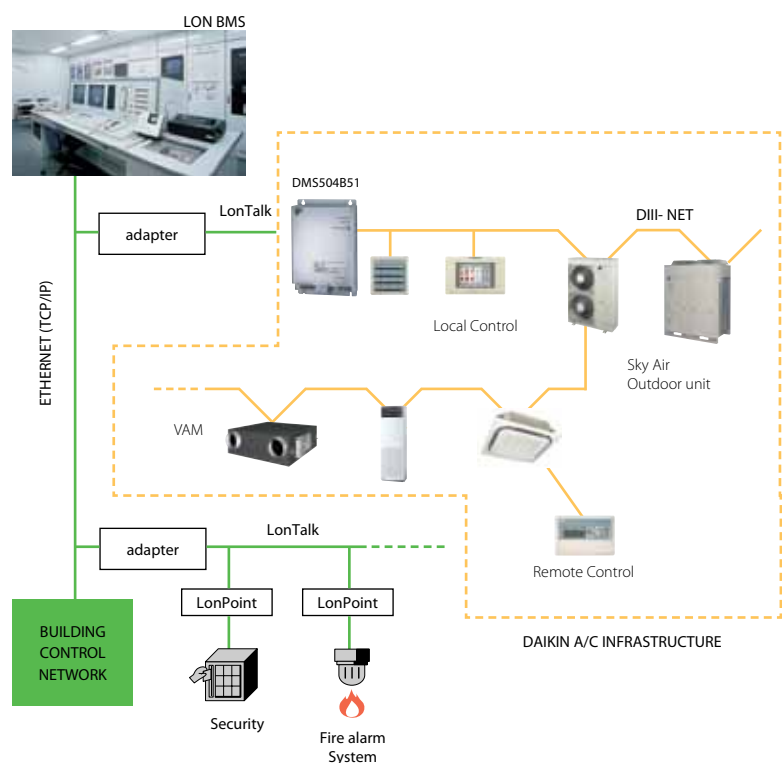 LON BMS
DMS504B51
LonTalk
DIII- NET
adapter
Local Control
ETHERNET (TCP/IP)
Sky Air
Outdoor unit
VAM
LonTalk
adapter
Remote Control
LonPoint
LonPoint
BUILDING
CONTROL
NETWORK
DAIKIN A/C INFRASTRUCTURE
Security
Fire alarm
System